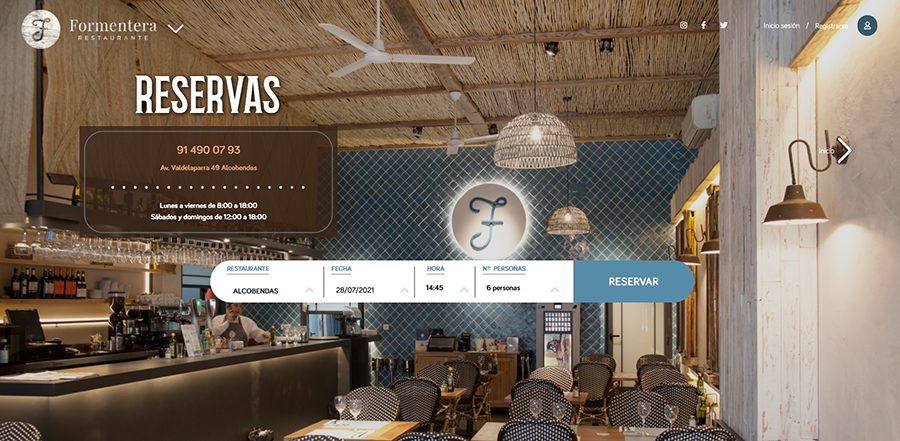 Formentera
RESTAURANTE
Inicio sesión / Registrarse
RESERVAS
91 490 07 93
Av. Valdelaparra 49 Alcobendas
Lunes a viernes de 8:00 a 18:00
Sábados y domingos de 12:00 a 18:00
Inicio
F
RESTAURANTE FECHA HORA Nº PERSONAS
ALCOBENDAS 28/07/2021 14:45 6 personas
RESERVAR